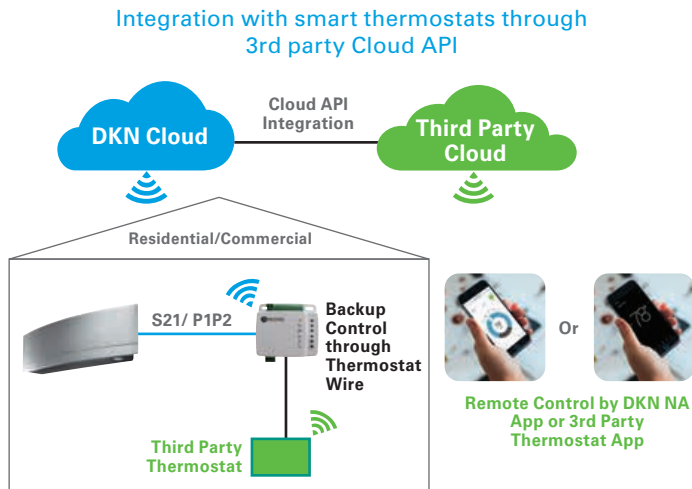 Integration with smart thermostats through
3rd party Cloud API
DKN Cloud
Cloud API
Integration
Third Party
Cloud
Residential/Commercial
S21/ P1P2
Backup
Control
through
Thermostat
Wire
Third Party
Thermostat
78
Or
Remote Control by DKN NA
App or 3rd Party
Thermostat App